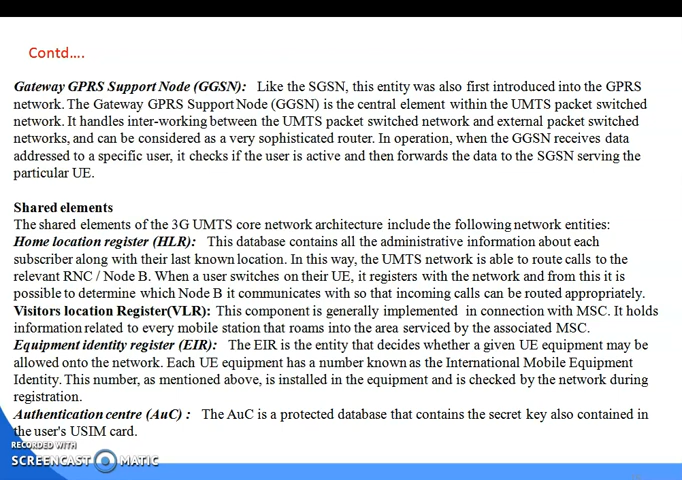 Contd....
Gateway GPRS Support Node (GGSN): Like the SGSN, this entity was also first introduced into the GPRS
network. The Gateway GPRS Support Node (GGSN) is the central element within the UMTS packet switched
network. It handles inter-working between the UMTS packet switched network and external packet switched
networks, and can be considered as a very sophisticated router. In operation, when the GGSN receives data
addressed to a specific user, it checks if the user is active and then forwards the data to the SGSN serving the
particular UE.
Shared elements
The shared elements of the 3G UMTS core network architecture include the following network entities:
Home location register (HLR): This database contains all the administrative information about each
subscriber along with their last known location. In this way, the UMTS network is able to route calls to the
relevant RNC / Node B. When a user switches on their UE, it registers with the network and from this it is
possible to determine which Node B it communicates with so that incoming calls can be routed appropriately.
Visitors location Register(VLR): This component is generally implemented in connection with MSC. It holds
information related to every mobile station that roams into the area serviced by the associated MSC.
Equipment identity register (EIR): The EIR is the entity that decides whether a given UE equipment may be
allowed onto the network. Each UE equipment has a number known as the International Mobile Equipment
Identity. This number, as mentioned above, is installed in the equipment and is checked by the network during
registration.
Authentication centre (AuC) : The AuC is a protected database that contains the secret key also contained in
the user's USIM card.
RECORDED WITH
SCREENCAST MATIC